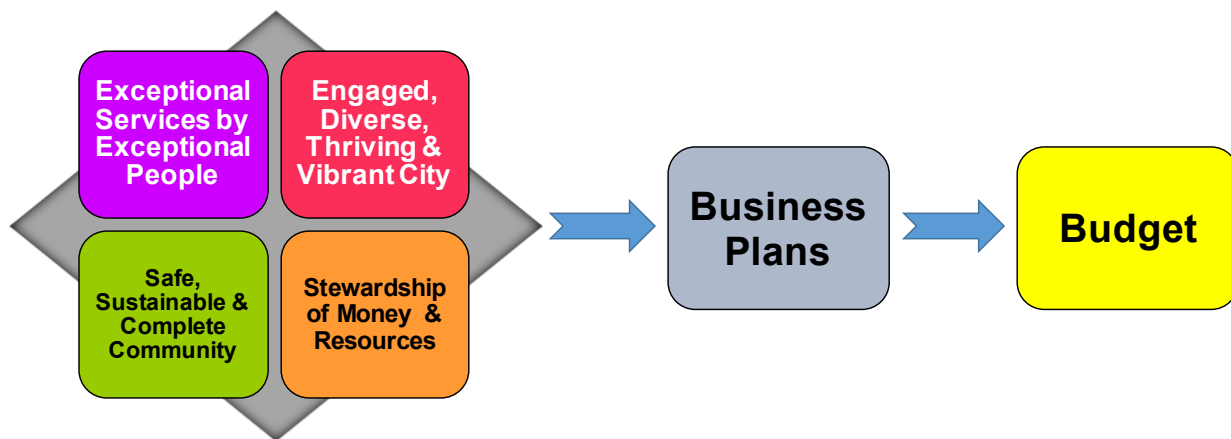 Exceptional
Services by
Exceptional
People
Engaged,
Diverse,
Thriving &
Vibrant City
Safe,
Sustainable &
Complete
Community
Stewardship
of Money & 
Resources
Business
Plans
Budget